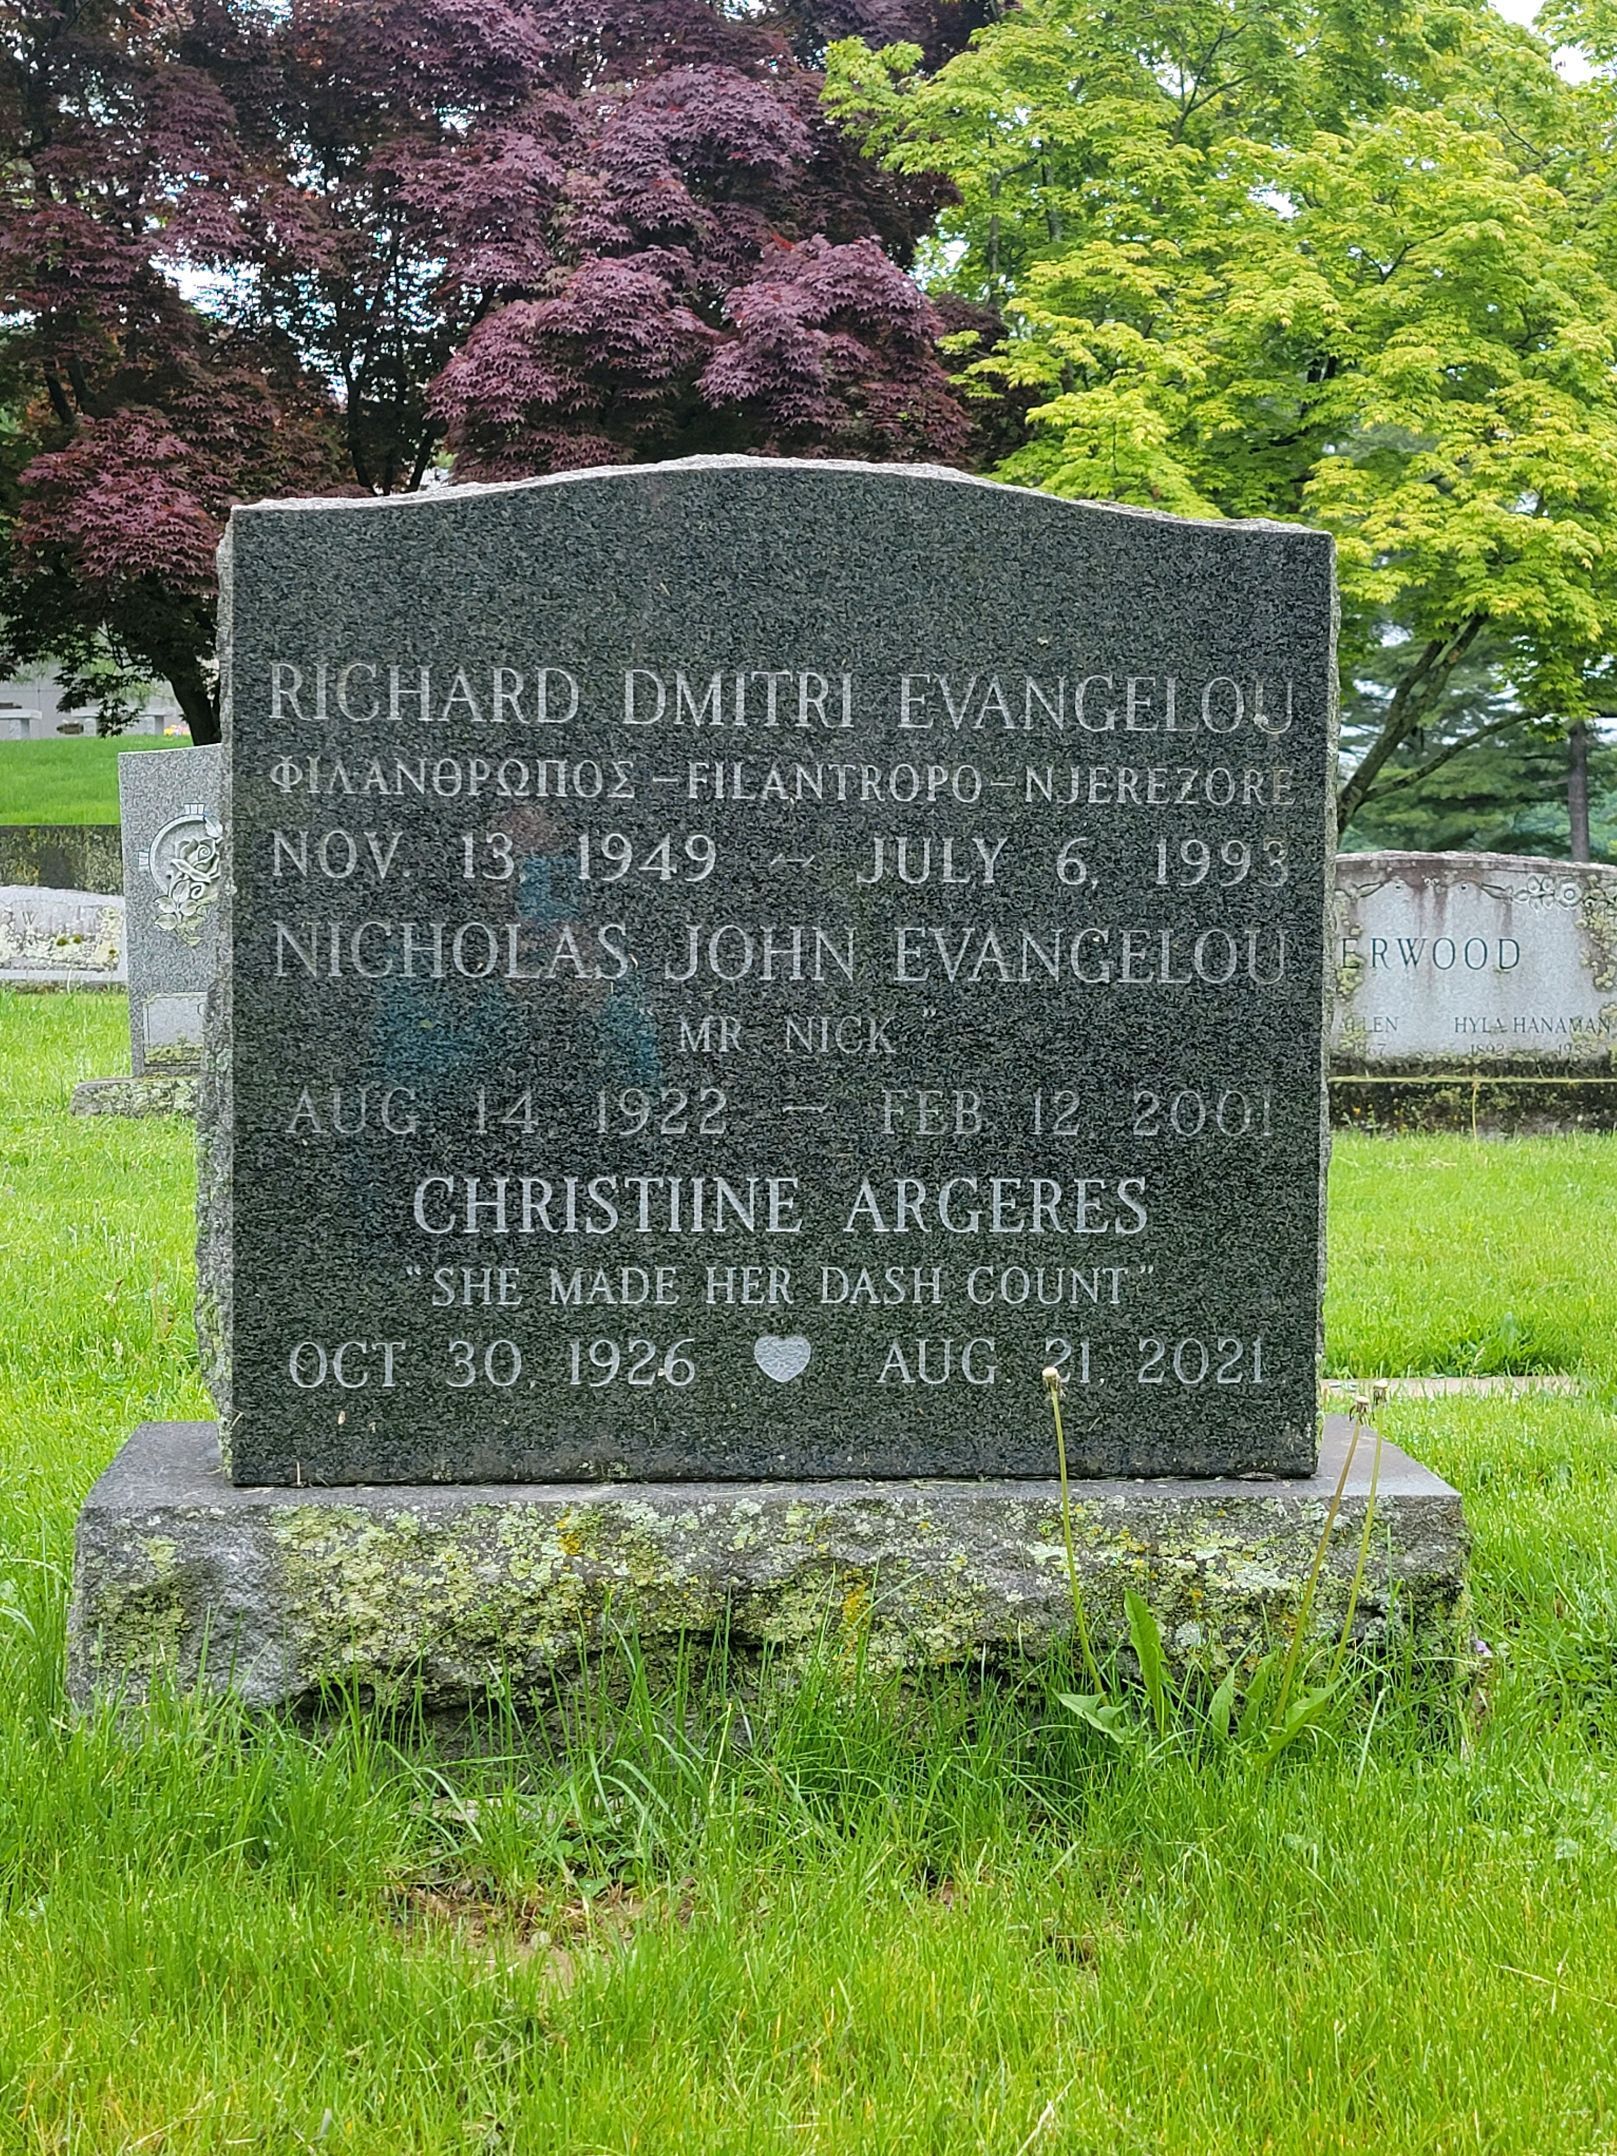 RICHARD DMITRI EVANGELOU
ΦΙΛΑΝΘΡΩΠΟΣ – FILANTROPO – NJEREZORE
NOV. 13, 1949 ~ JULY 6, 1993
NICHOLAS JOHN EVANGELOU
"MR. NICK"
AUG. 14, 1922 ~ FEB. 12, 2001
CHRISTIINE ARGERES
"SHE MADE HER DASH COUNT"
OCT. 30, 1926 ♥ AUG. 21, 2021
ERWOOD
ALLEN HYLA HANAMAN